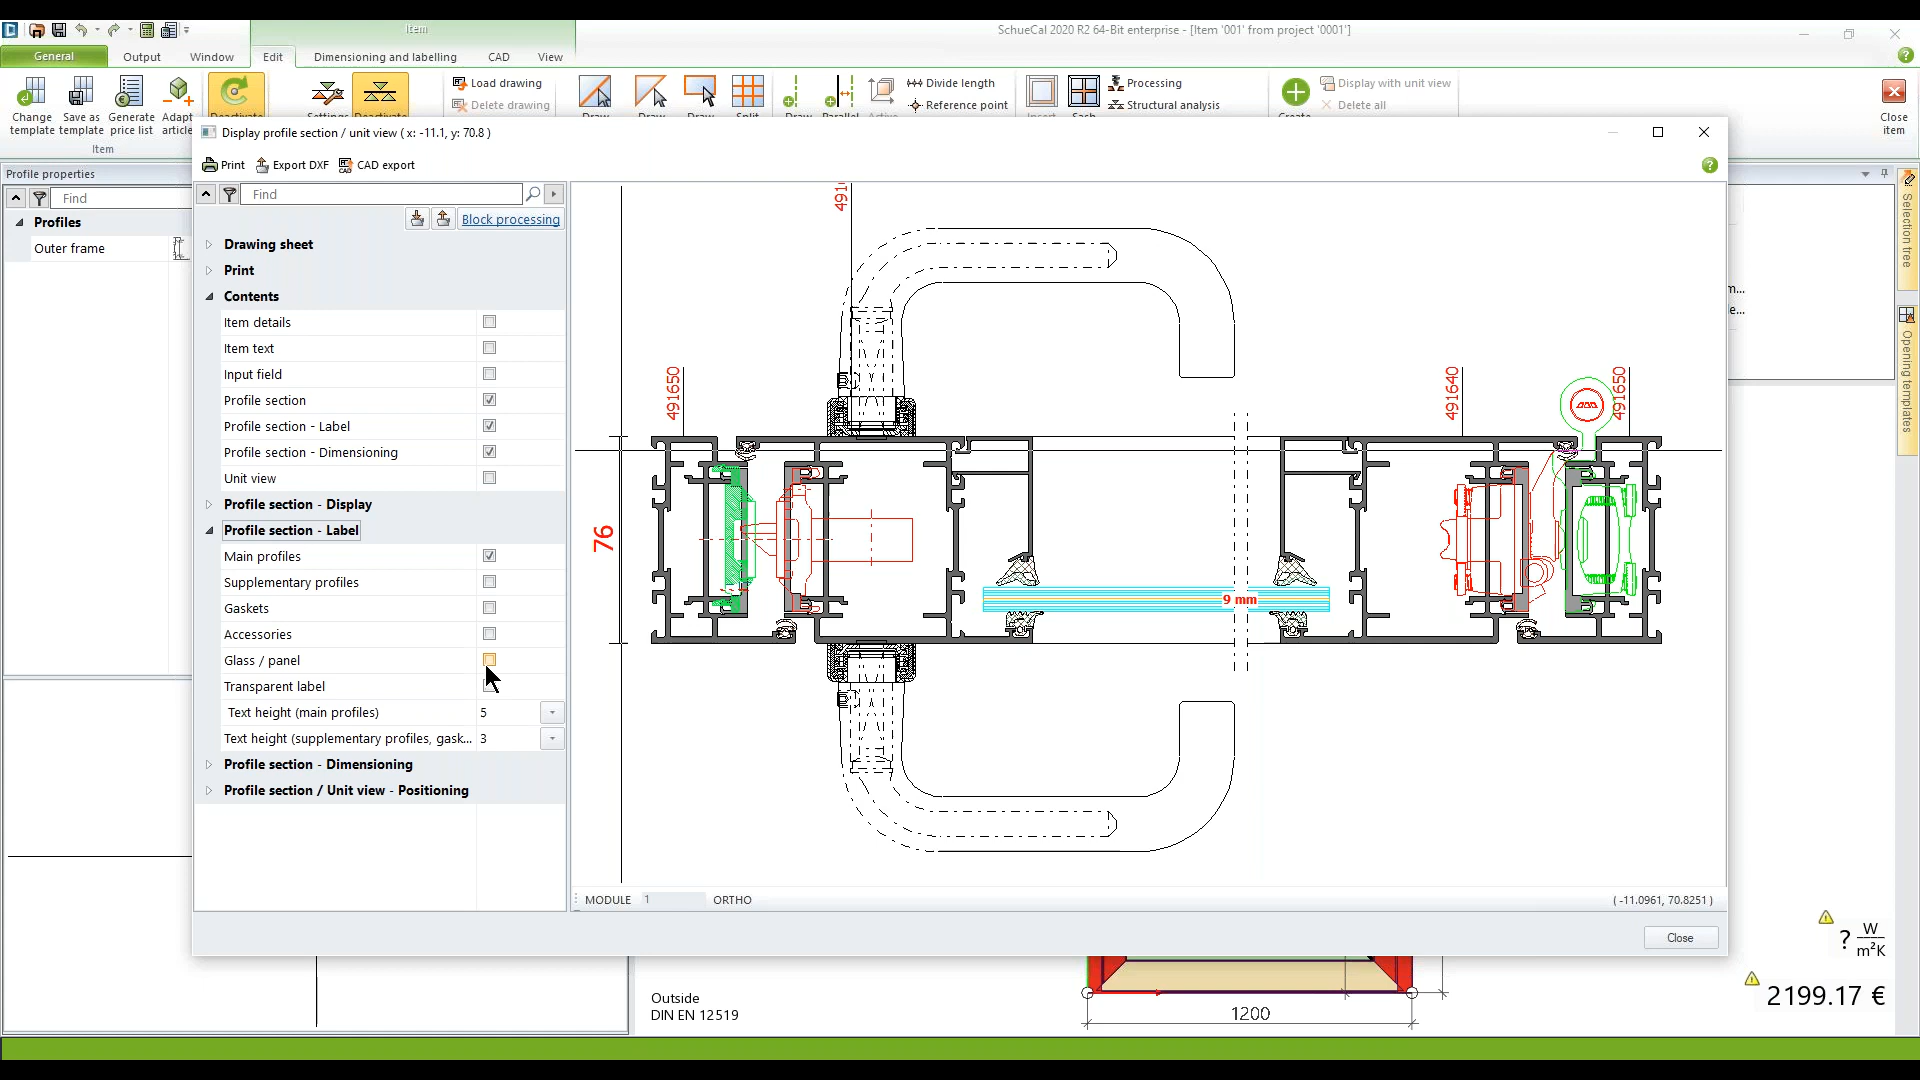 Item
SchueCal 2020 R2 64-Bit enterprise - [Item '001' from project '0001']
General
Output
Window
Edit
Dimensioning and labelling
CAD
View
Change template
Save as template
Generate price list
Adapt article
Load drawing
Delete drawing
Divide length
Reference point
Processing
Structural analysis
Display with unit view
Delete all
Close item
Item
Profile properties
Find
Profiles
Outer frame
Display profile section / unit view ( x: -11.1, y: 70.8 )
Print
Export DXF
CAD export
Find
Block processing
Drawing sheet
Print
Contents
Item details
Item text
Input field
Profile section
Profile section - Label
Profile section - Dimensioning
Unit view
Profile section - Display
Profile section - Label
Main profiles
Supplementary profiles
Gaskets
Accessories
Glass / panel
Transparent label
Text height (main profiles) 5
Text height (supplementary profiles, gask... 3
Profile section - Dimensioning
Profile section / Unit view - Positioning
491650
491640
491650
76
9 mm
MODULE 1
ORTHO
( -11.0961, 70.8251 )
Close
Selection tree
Opening templates
Outside
DIN EN 12519
1200
? W
m²K
2199.17 €